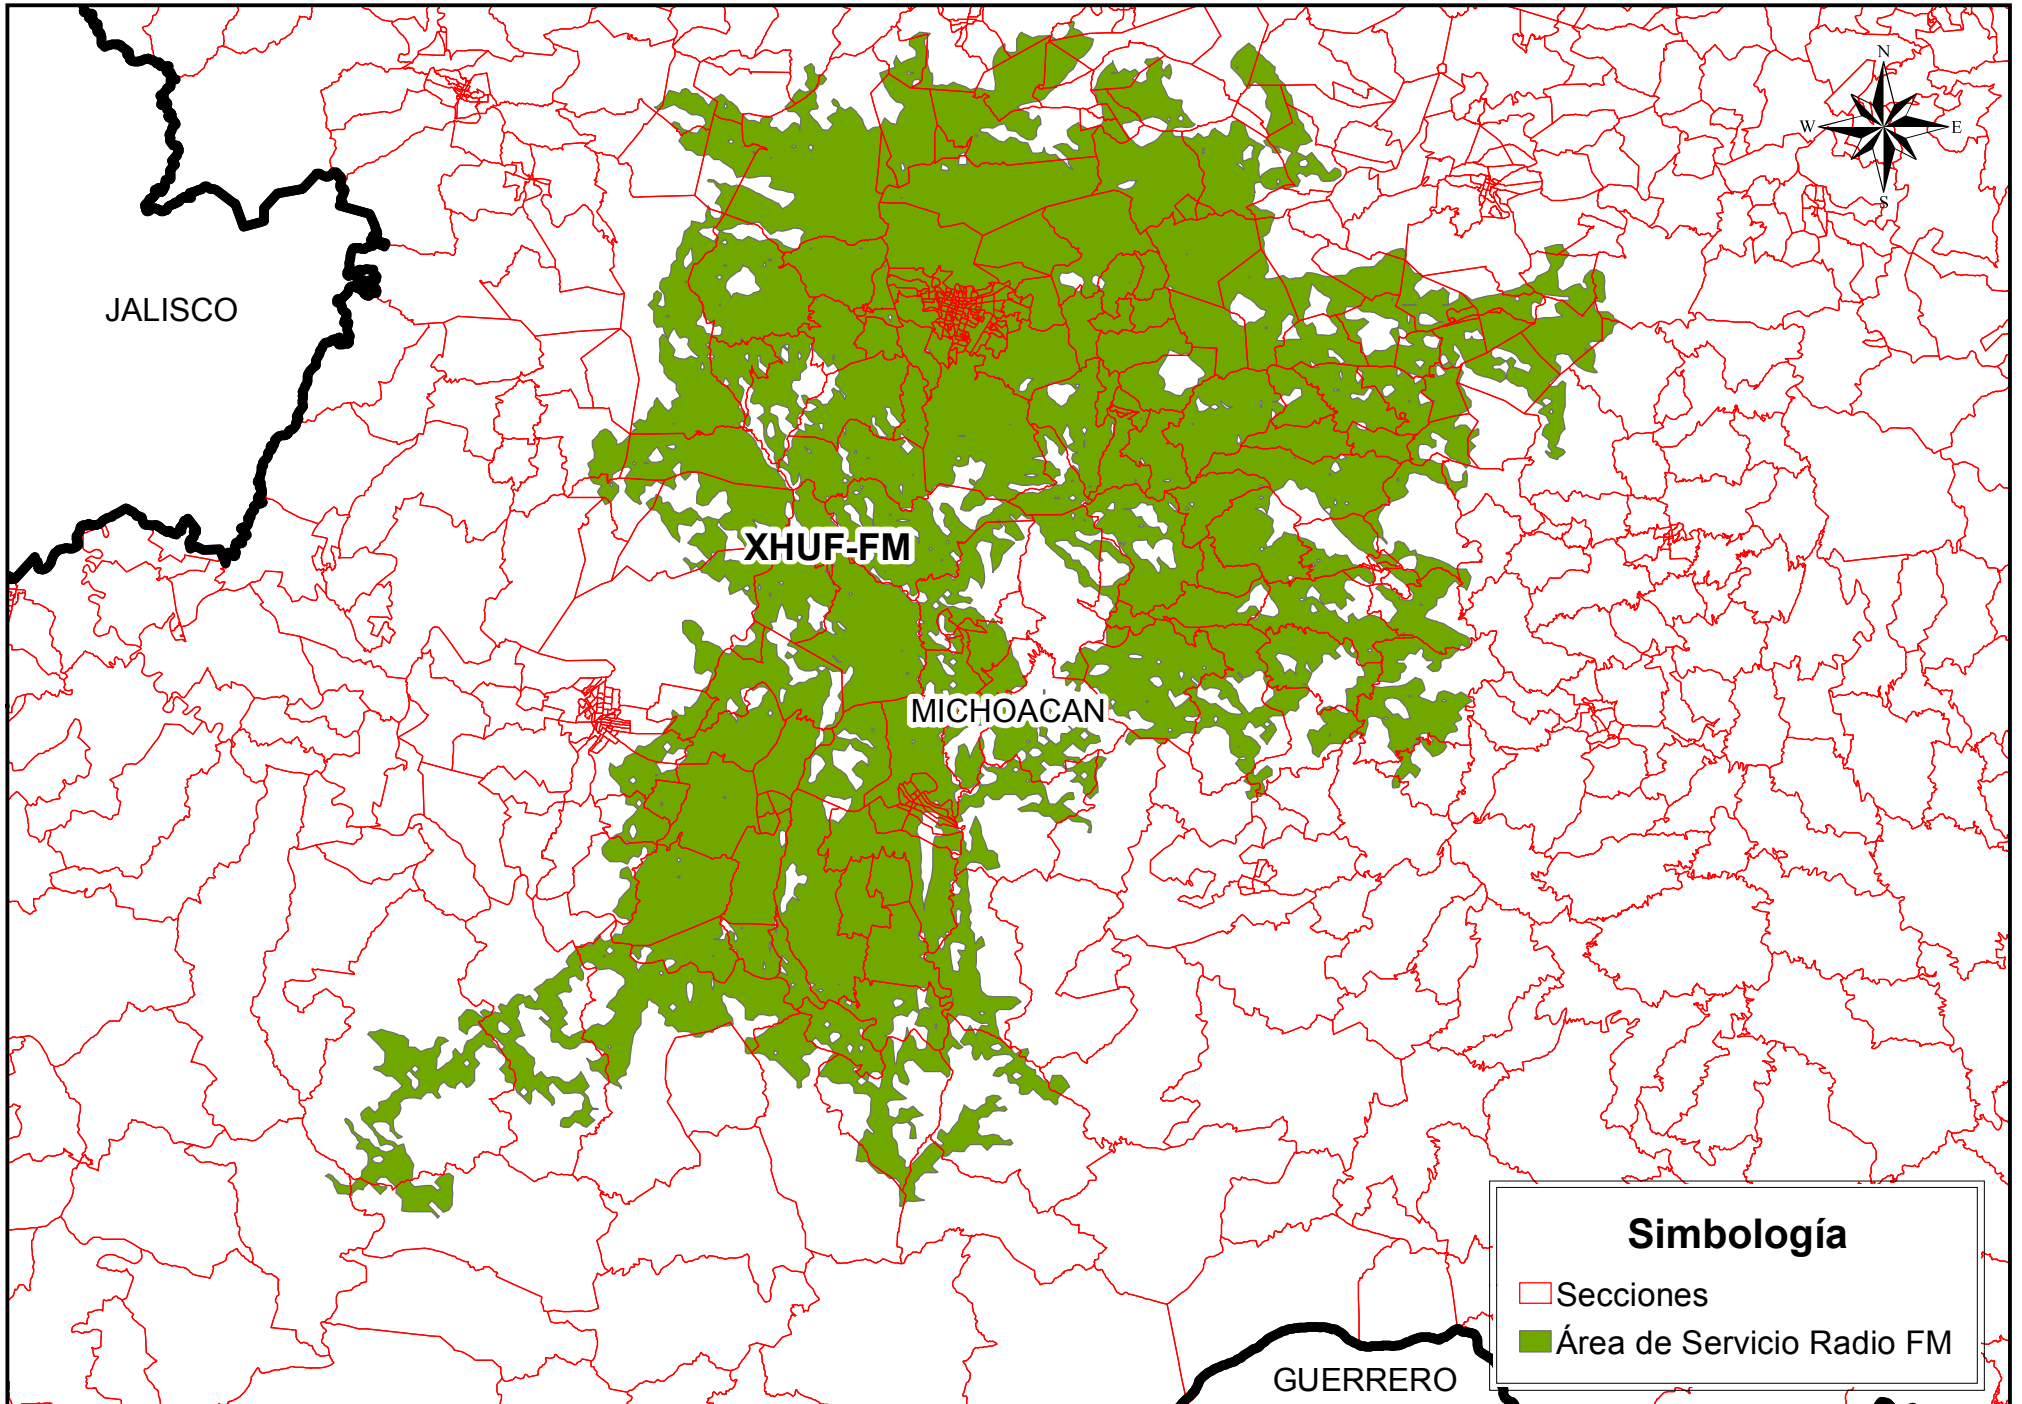 N
W E
S
JALISCO
XHUF-FM
MICHOACAN
Simbología
Secciones
Área de Servicio Radio FM
GUERRERO